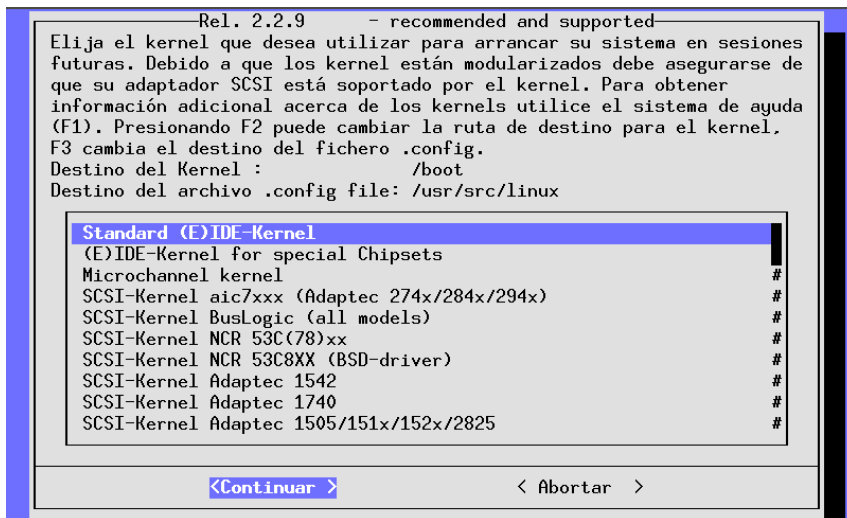 Rel. 2.2.9 - recommended and supported
Elija el kernel que desea utilizar para arrancar su sistema en sesiones
futuras. Debido a que los kernel están modularizados debe asegurarse de
que su adaptador SCSI está soportado por el kernel. Para obtener
información adicional acerca de los kernels utilice el sistema de ayuda
(F1). Presionando F2 puede cambiar la ruta de destino para el kernel,
F3 cambia el destino del fichero .config.
Destino del Kernel : /boot
Destino del archivo .config file: /usr/src/linux
Standard (E)IDE-Kernel
(E)IDE-Kernel for special Chipsets
Microchannel kernel #
SCSI-Kernel aic7xxx (Adaptec 274x/284x/294x) #
SCSI-Kernel BusLogic (all models) #
SCSI-Kernel NCR 53C(78)xx #
SCSI-Kernel NCR 53C8XX (BSD-driver) #
SCSI-Kernel Adaptec 1542 #
SCSI-Kernel Adaptec 1740 #
SCSI-Kernel Adaptec 1505/151x/152x/2825 #
<Continuar > < Abortar >